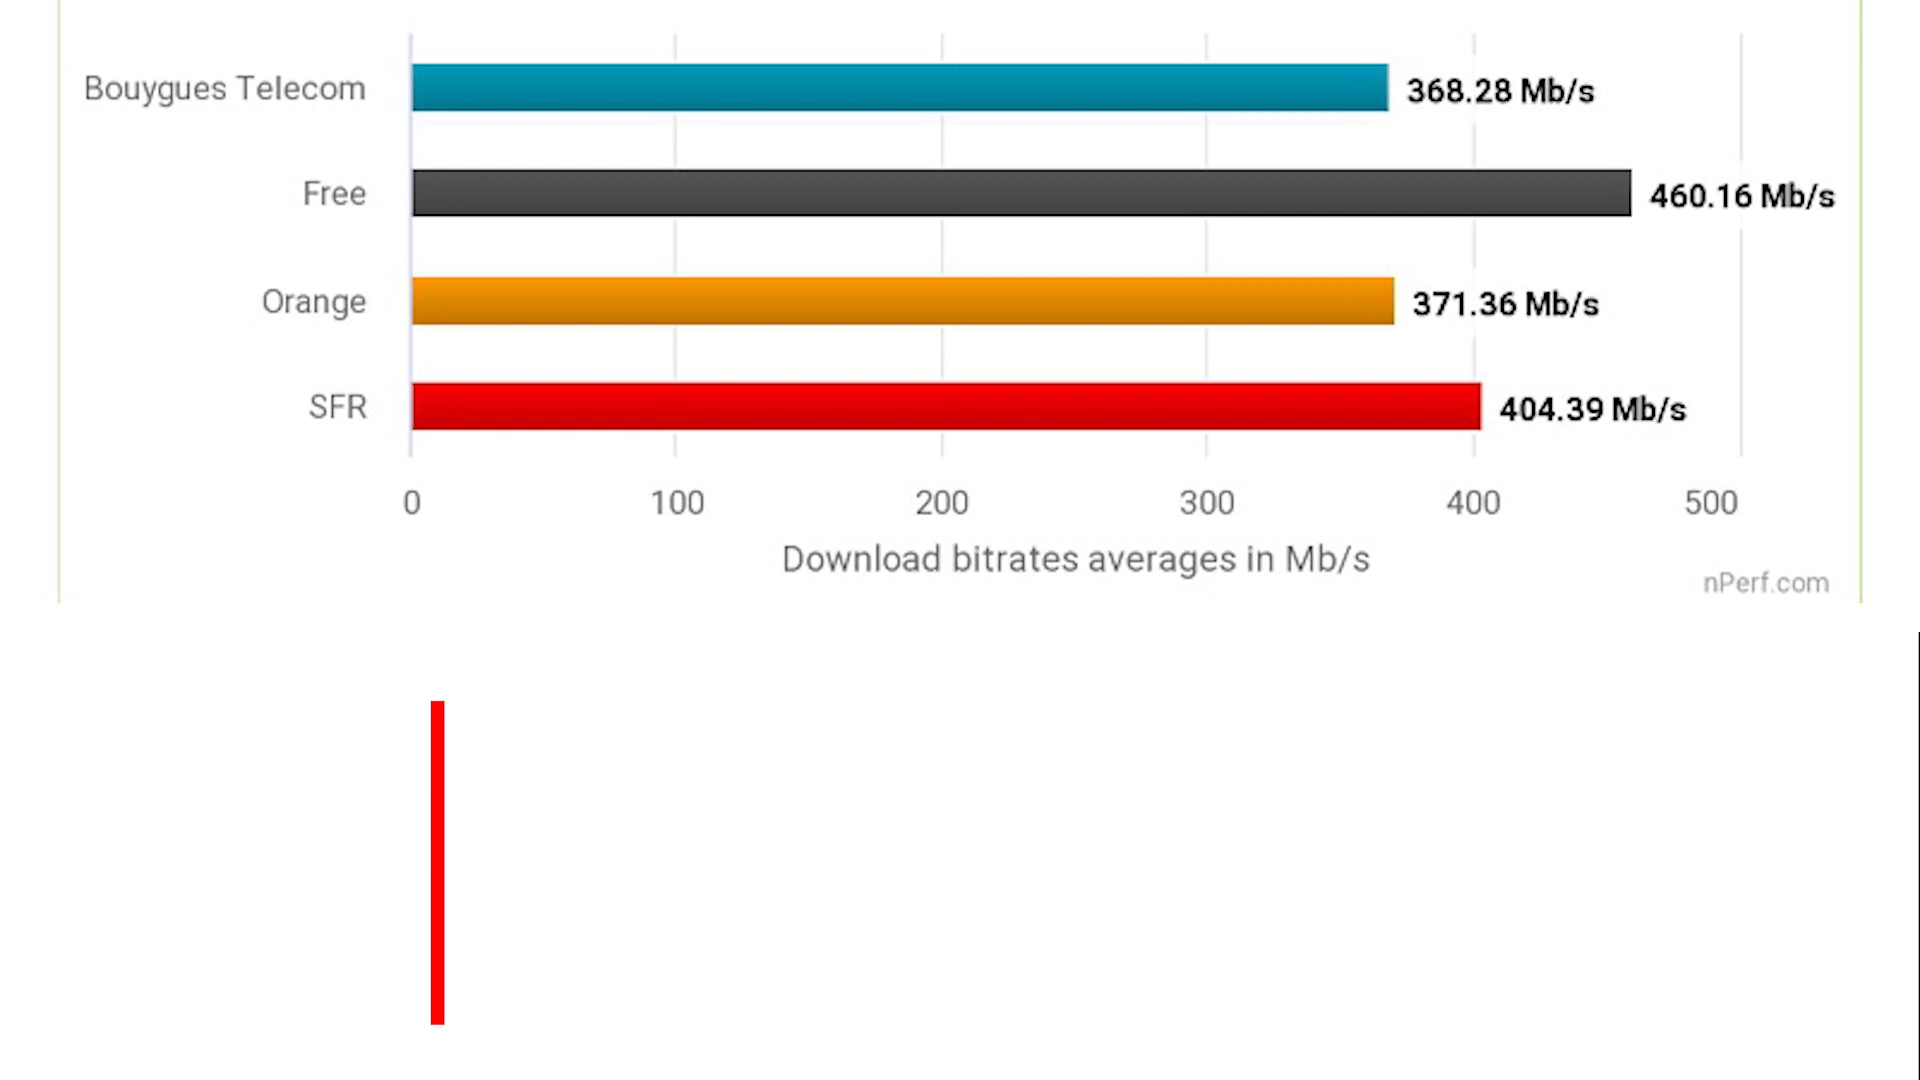 Bouygues Telecom 368.28 Mb/s
Free 460.16 Mb/s
Orange 371.36 Mb/s
SFR 404.39 Mb/s
0 100 200 300 400 500
Download bitrates averages in Mb/s
nPerf.com